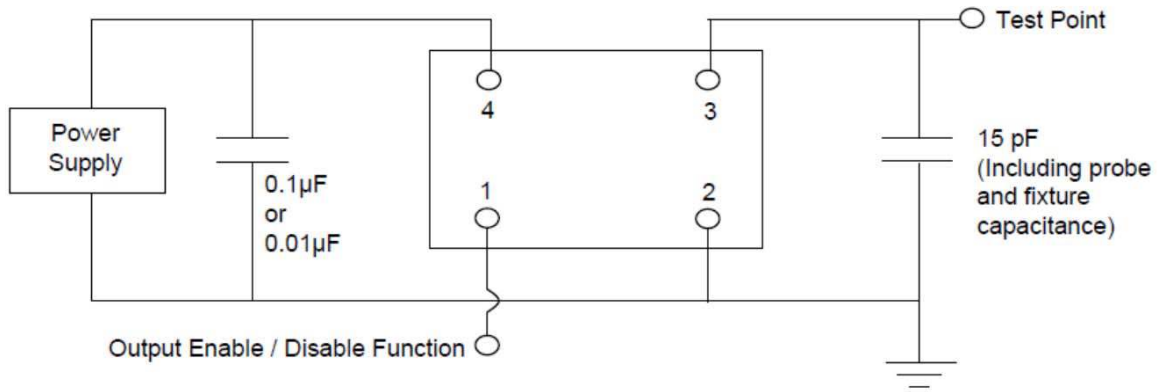 Test Point
4
3
Power
Supply
15 pF
(Including probe
and fixture
capacitance)
0.1µF
or
0.01µF
1
2
Output Enable / Disable Function